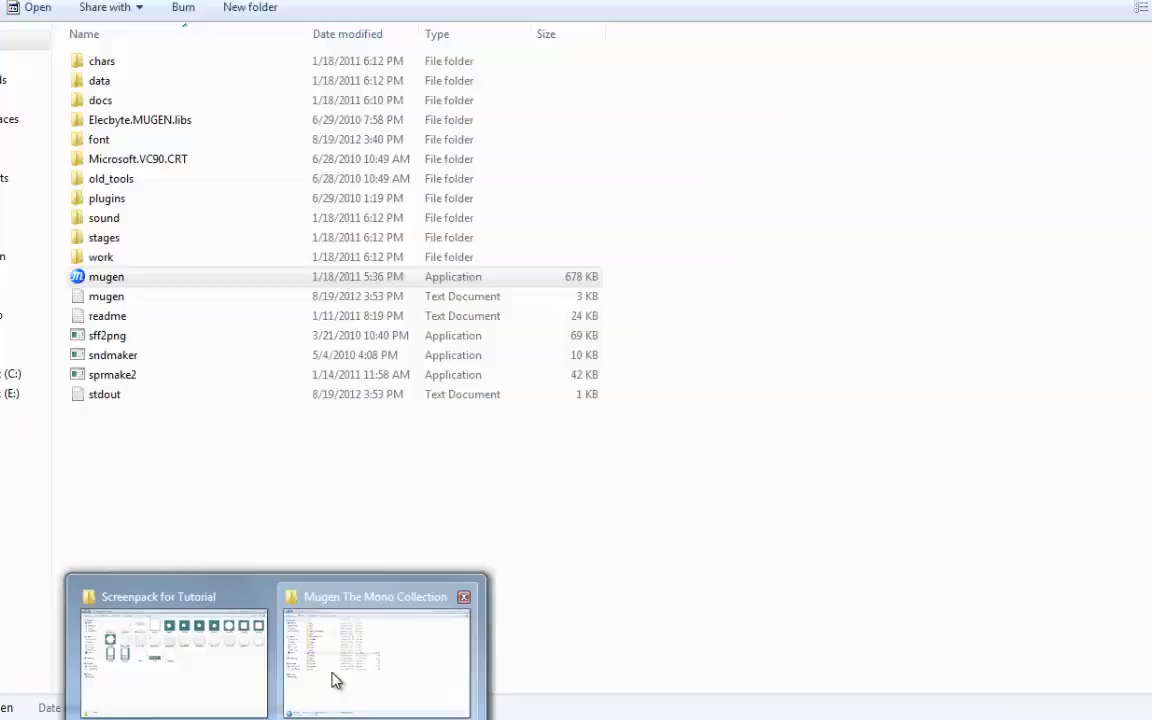 Open Share with Burn New folder
Name Date modified Type Size
chars 1/18/2011 6:12 PM File folder
data 1/18/2011 6:12 PM File folder
docs 1/18/2011 6:10 PM File folder
Elecbyte.MUGEN.libs 6/29/2010 7:58 PM File folder
font 8/19/2012 3:40 PM File folder
Microsoft.VC90.CRT 6/28/2010 10:49 AM File folder
old_tools 6/28/2010 10:49 AM File folder
plugins 6/29/2010 1:19 PM File folder
sound 1/18/2011 6:12 PM File folder
stages 1/18/2011 6:12 PM File folder
work 1/18/2011 6:12 PM File folder
mugen 1/18/2011 5:36 PM Application 678 KB
mugen 8/19/2012 3:53 PM Text Document 3 KB
readme 1/11/2011 8:19 PM Text Document 24 KB
sff2png 3/21/2010 10:40 PM Application 69 KB
(C:) sndmaker 5/4/2010 4:08 PM Application 10 KB
sprmake2 1/14/2011 11:58 AM Application 42 KB
(E:) stdout 8/19/2012 3:53 PM Text Document 1 KB
Screenpack for Tutorial Mugen The Mono Collection
en Date